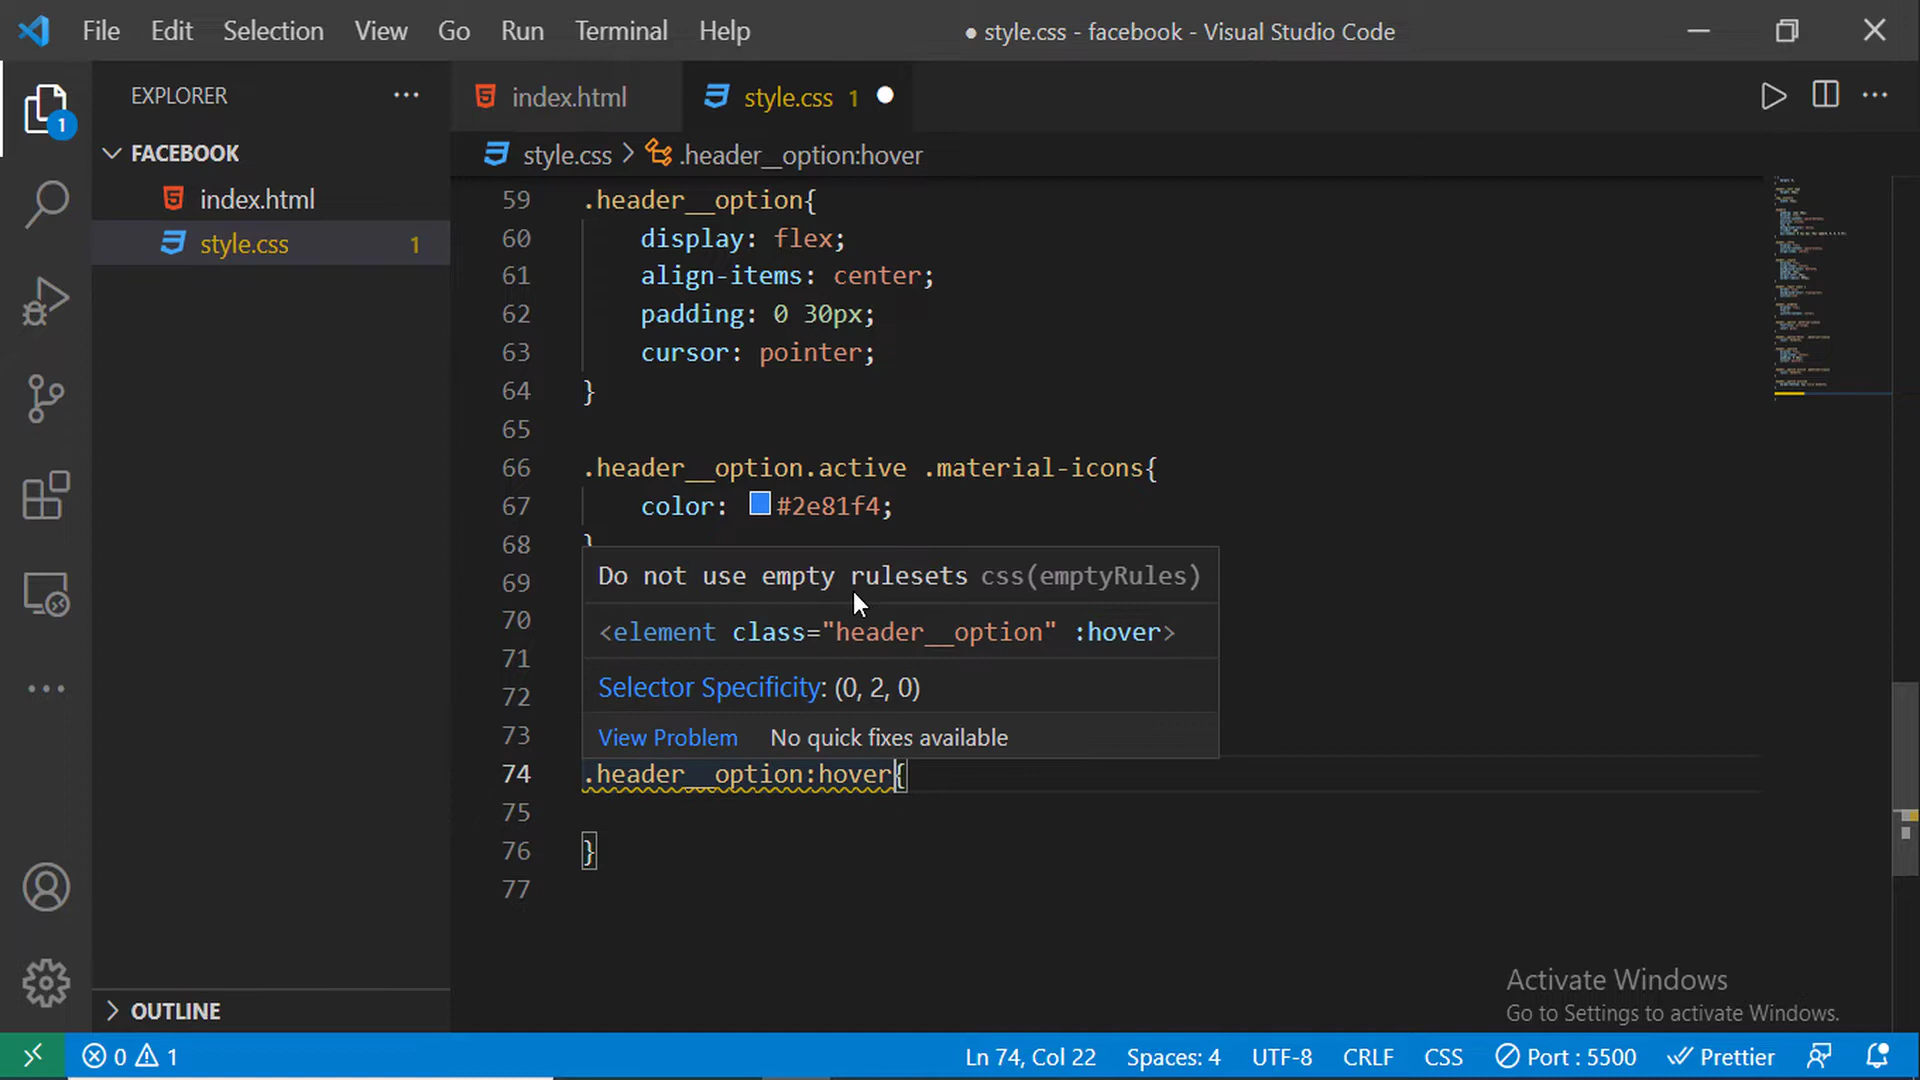 File Edit Selection View Go Run Terminal Help
● style.css - facebook - Visual Studio Code
EXPLORER
index.html
style.css 1
FACEBOOK
style.css > .header__option:hover
index.html
style.css 1
59 .header__option{
60 display: flex;
61 align-items: center;
62 padding: 0 30px;
63 cursor: pointer;
64 }
65
66 .header__option.active .material-icons{
67 color: #2e81f4;
68 }
69
70
71
72
73
Do not use empty rulesets css(emptyRules)
<element class="header__option" :hover>
Selector Specificity: (0, 2, 0)
View Problem No quick fixes available
74 .header__option:hover{
75
76 }
77
1
OUTLINE
Activate Windows
Go to Settings to activate Windows.
0 1
Ln 74, Col 22 Spaces: 4 UTF-8 CRLF CSS Port : 5500 Prettier